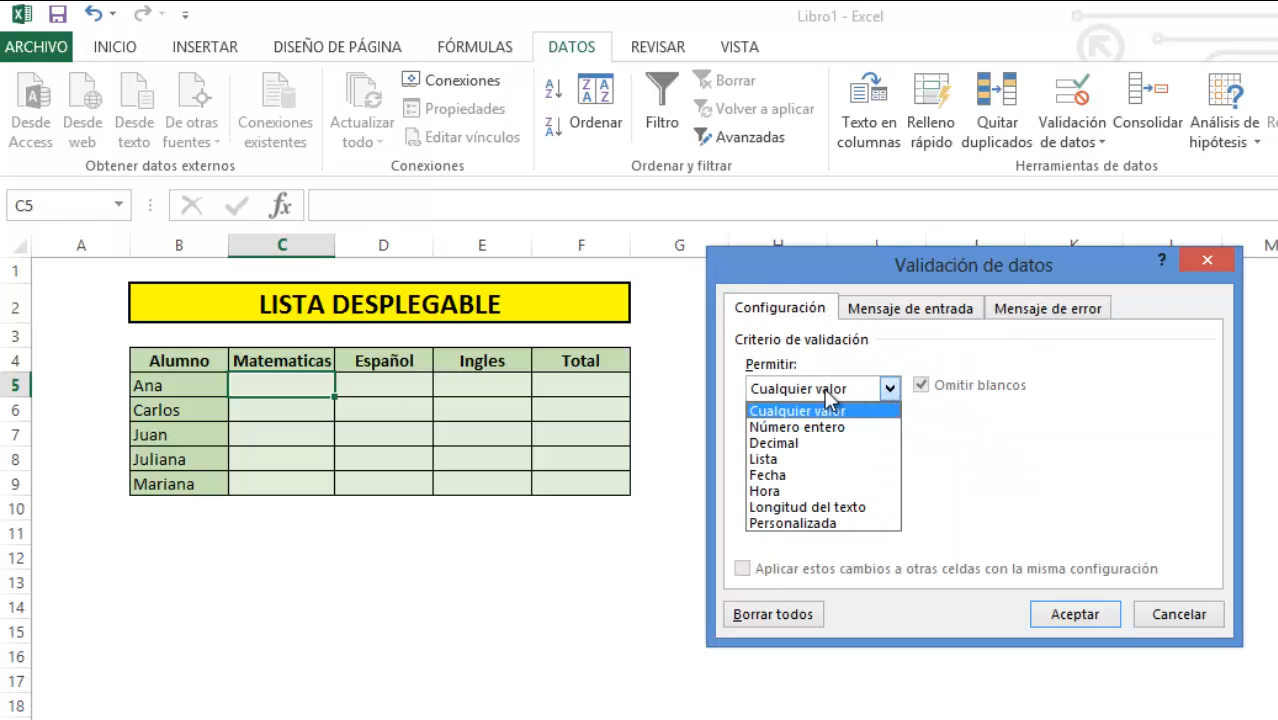 Libro1 - Excel
ARCHIVO INICIO INSERTAR DISEÑO DE PÁGINA FÓRMULAS DATOS REVISAR VISTA
Desde Access
Desde web
Desde texto
De otras fuentes
Conexiones existentes
Obtener datos externos
Actualizar todo
Conexiones
Propiedades
Editar vínculos
Conexiones
Ordenar
Filtro
Borrar
Volver a aplicar
Avanzadas
Ordenar y filtrar
Texto en columnas
Relleno rápido
Quitar duplicados
Validación de datos
Consolidar
Análisis de hipótesis
Herramientas de datos
C5 fx
A B C D E F G H I J K L M
1
2 LISTA DESPLEGABLE
3
4 Alumno Matematicas Español Ingles Total
5 Ana
6 Carlos
7 Juan
8 Juliana
9 Mariana
10
11
12
13
14
15
16
17
18
Validación de datos ?
Configuración Mensaje de entrada Mensaje de error
Criterio de validación
Permitir:
Cualquier valor Omitir blancos
Cualquier valor
Número entero
Decimal
Lista
Fecha
Hora
Longitud del texto
Personalizada
Aplicar estos cambios a otras celdas con la misma configuración
Borrar todos Aceptar Cancelar